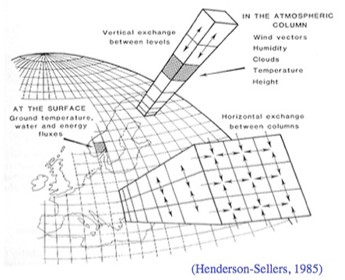 Vertical exchange
between levels
IN THE ATMOSPHERIC
COLUMN
Wind vectors
Humidity
Clouds
Temperature
Height
AT THE SURFACE
Ground temperature,
water and energy
fluxes
Horizontal exchange
between columns
(Henderson-Sellers, 1985)